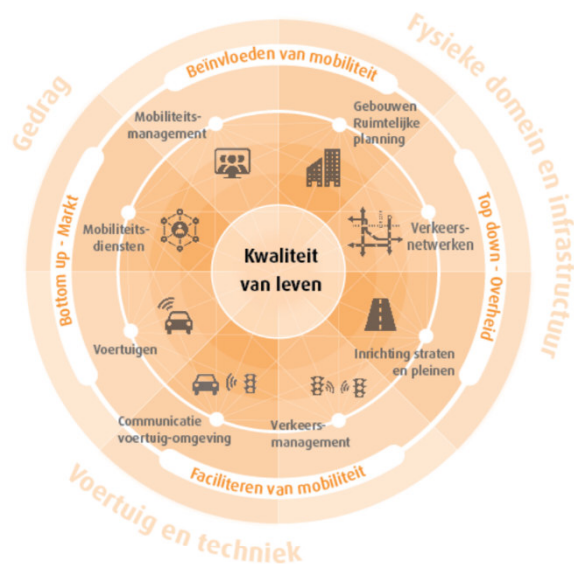 Fysieke domein en infrastructuur
Gedrag
Beïnvloeden van mobiliteit
Mobiliteits-
management
Gebouwen
Ruimtelijke
planning
Bottom up - Markt
Mobiliteits-
diensten
Kwaliteit
van leven
Verkeers-
netwerken
Top down - Overheid
Voertuigen
Inrichting straten
en pleinen
Communicatie
voertuig-omgeving
Verkeers-
management
Faciliteren van mobiliteit
Voertuig en techniek